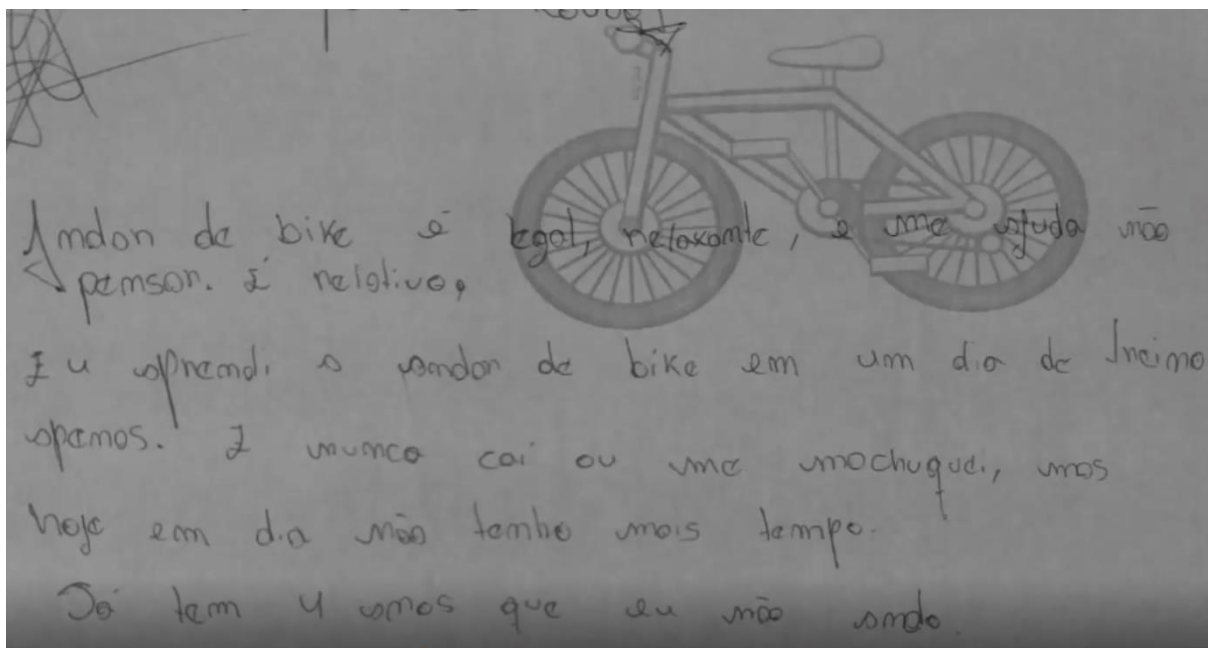 Andar de bike é legal, relaxante, e me ajuda não
pensar. É relativo,
Eu aprendi a andar de bike em um dia de treino
apenas. E nunca cai ou me machuquei, mas
hoje em dia não tenho mais tempo.
Já tem 4 anos que eu não ando.